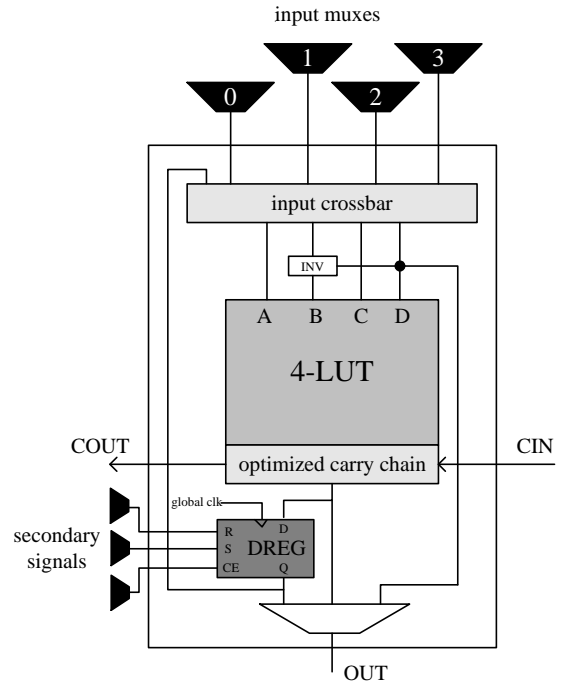 input muxes
1
3
0
2
input crossbar
INV
A
B
C
D
4-LUT
COUT
CIN
optimized carry chain
global clk
R
D
secondary
signals
S
DREG
CE
Q
OUT